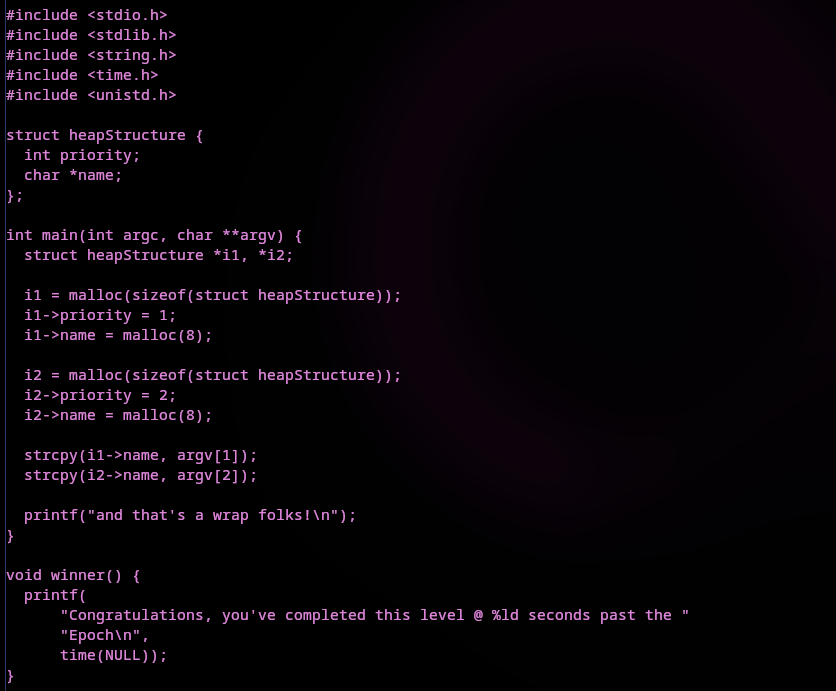 #include <stdio.h>
#include <stdlib.h>
#include <string.h>
#include <time.h>
#include <unistd.h>

struct heapStructure {
  int priority;
  char *name;
};

int main(int argc, char **argv) {
  struct heapStructure *i1, *i2;

  i1 = malloc(sizeof(struct heapStructure));
  i1->priority = 1;
  i1->name = malloc(8);

  i2 = malloc(sizeof(struct heapStructure));
  i2->priority = 2;
  i2->name = malloc(8);

  strcpy(i1->name, argv[1]);
  strcpy(i2->name, argv[2]);

  printf("and that's a wrap folks!\n");
}

void winner() {
  printf(
      "Congratulations, you've completed this level @ %ld seconds past the "
      "Epoch\n",
      time(NULL));
}